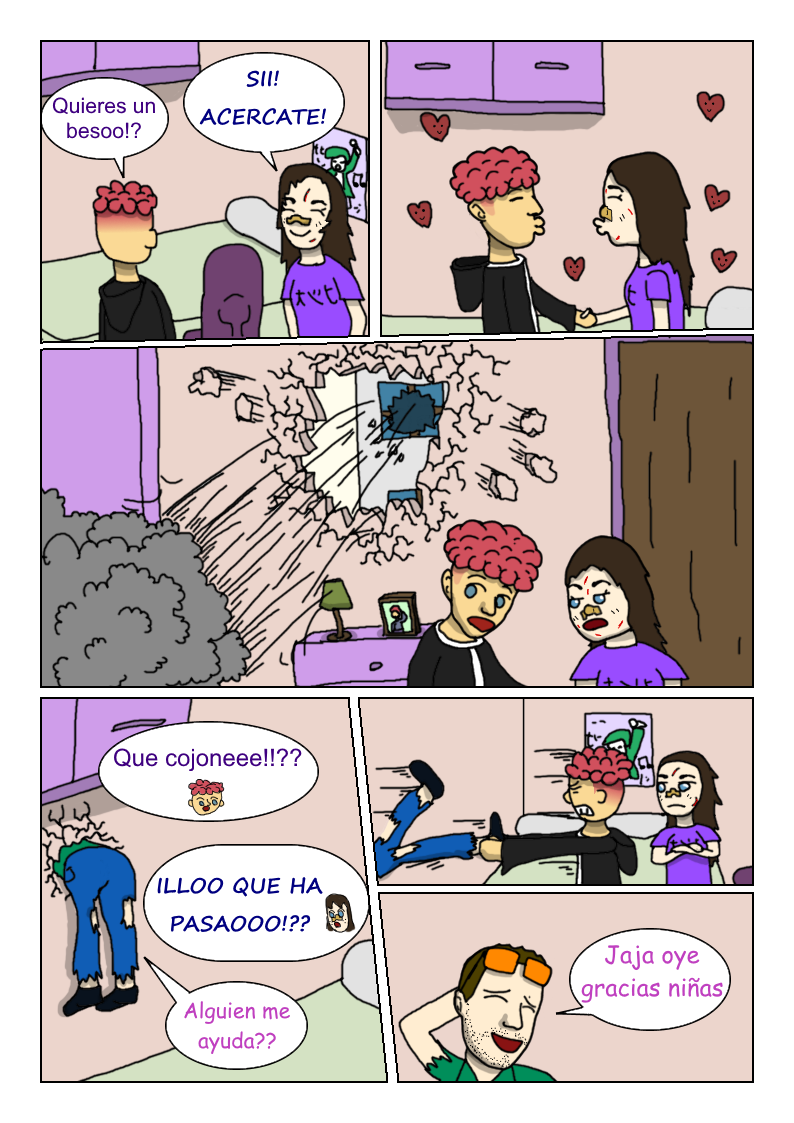 Quieres un
besoo!?
SII!
ACERCATE!
Que cojoneee!!??
ILLOO QUE HA
PASAOOO!??
Alguien me
ayuda??
Jaja oye
gracias niñas